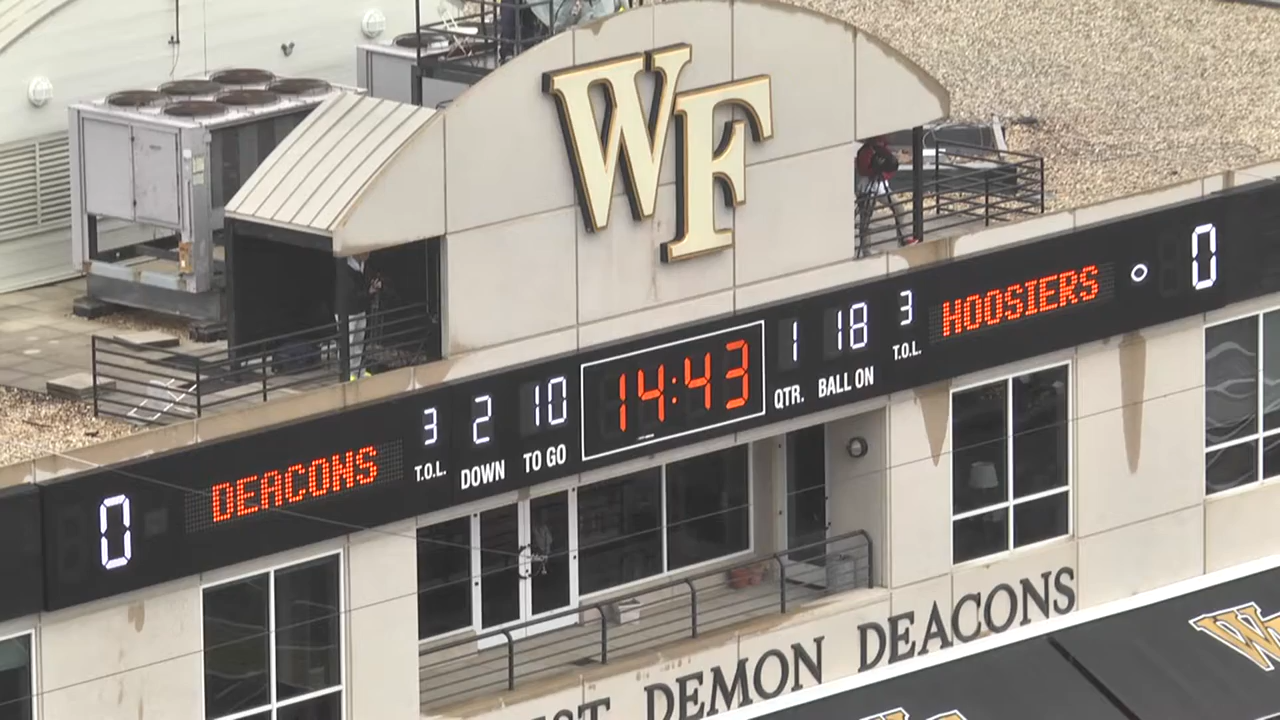 WF
0 DEACONS 3 T.O.L. 2 DOWN 10 TO GO 14:43 1 QTR. 18 BALL ON 3 T.O.L. HOOSIERS 0
DEMON DEACONS